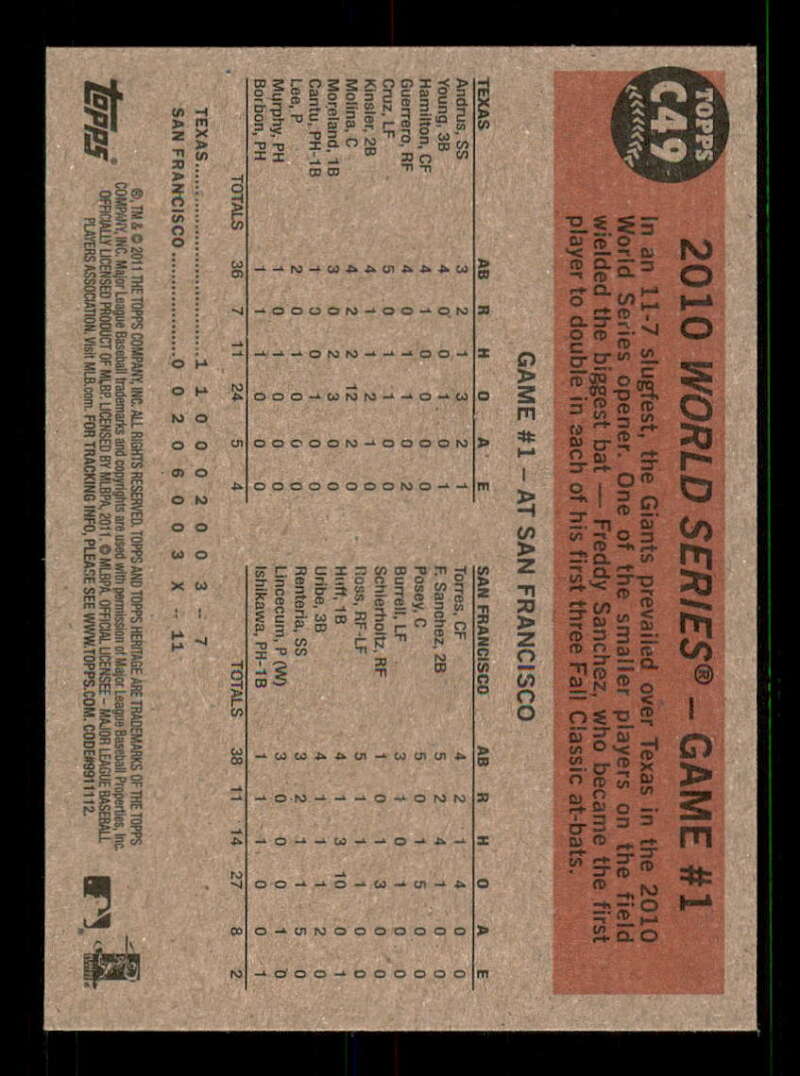 TOPPS
C49
2010 WORLD SERIES® — GAME #1
In an 11-7 slugfest, the Giants prevailed over Texas in the 2010
World Series opener. One of the smaller players on the field
wielded the biggest bat — Freddy Sanchez, who became the first
player to double in each of his first three Fall Classic at-bats.
GAME #1 – AT SAN FRANCISCO
TEXAS AB R H O A E
Andrus, SS 3 2 1 3 2 1
Young, 3B 4 0 0 1 0 1
Hamilton, CF 4 1 0 0 0 0
Guerrero, RF 4 0 1 1 0 2
Cruz, LF 5 0 1 1 0 0
Kinsler, 2B 4 1 1 2 1 0
Molina, C 4 2 2 12 2 0
Moreland, 1B 3 0 2 3 0 0
Cantu, PH-1B 1 0 0 1 0 0
Lee, P 2 0 1 0 0 0
Murphy, PH 1 0 1 0 0 0
Borbon, PH 1 1 1 0 0 0
TOTALS 36 7 11 24 5 4
SAN FRANCISCO AB R H O A E
Torres, CF 4 2 1 4 0 0
F. Sanchez, 2B 5 2 4 1 0 0
Posey, C 5 0 1 5 0 0
Burrell, LF 3 1 0 1 0 0
Schierholtz, RF 1 0 1 3 0 0
Ross, RF-LF 5 1 1 1 0 0
Huff, 1B 4 1 3 10 0 1
Uribe, 3B 4 1 1 1 2 0
Renteria, SS 3 2 1 1 5 0
Lincecum, P (W) 3 0 0 0 1 0
Ishikawa, PH-1B 1 1 1 0 0 1
TOTALS 38 11 14 27 8 2
TEXAS.............................1 1 0 0 0 2 0 0 3 -- 7
SAN FRANCISCO ................0 0 2 0 6 0 0 3 X -- 11
topps®
®, TM & © 2011 THE TOPPS COMPANY, INC. ALL RIGHTS RESERVED. TOPPS AND TOPPS HERITAGE ARE TRADEMARKS OF THE TOPPS
COMPANY, INC. Major League Baseball trademarks and copyrights are used with permission of Major League Baseball Properties, Inc.
OFFICIALLY LICENSED PRODUCT OF MLBP. LICENSED BY MLBPA, 2011. © MLBPA. OFFICIAL LICENSEE – MAJOR LEAGUE BASEBALL
PLAYERS ASSOCIATION. Visit MLB.com. FOR TRACKING INFO, PLEASE SEE WWW.TOPPS.COM. CODE#9911112.